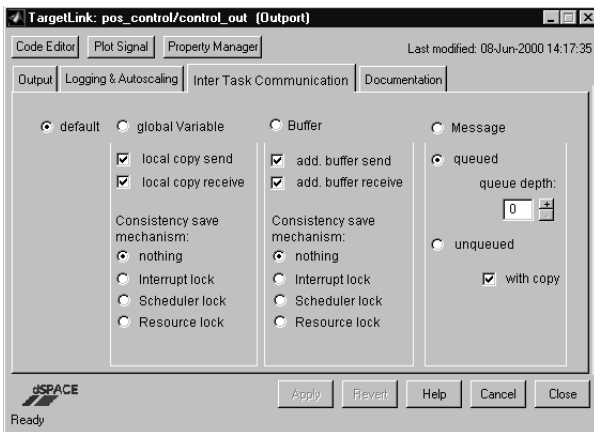 TargetLink: pos_control/control_out (Outport)
Code Editor Plot Signal Property Manager Last modified: 08-Jun-2000 14:17:35
Output Logging & Autoscaling Inter Task Communication Documentation
default global Variable Buffer Message
local copy send add. buffer send queued
local copy receive add. buffer receive queue depth:
0 + -
Consistency save mechanism: Consistency save mechanism:
nothing nothing unqueued
Interrupt lock Interrupt lock with copy
Scheduler lock Scheduler lock
Resource lock Resource lock
dSPACE Apply Revert Help Cancel Close
Ready